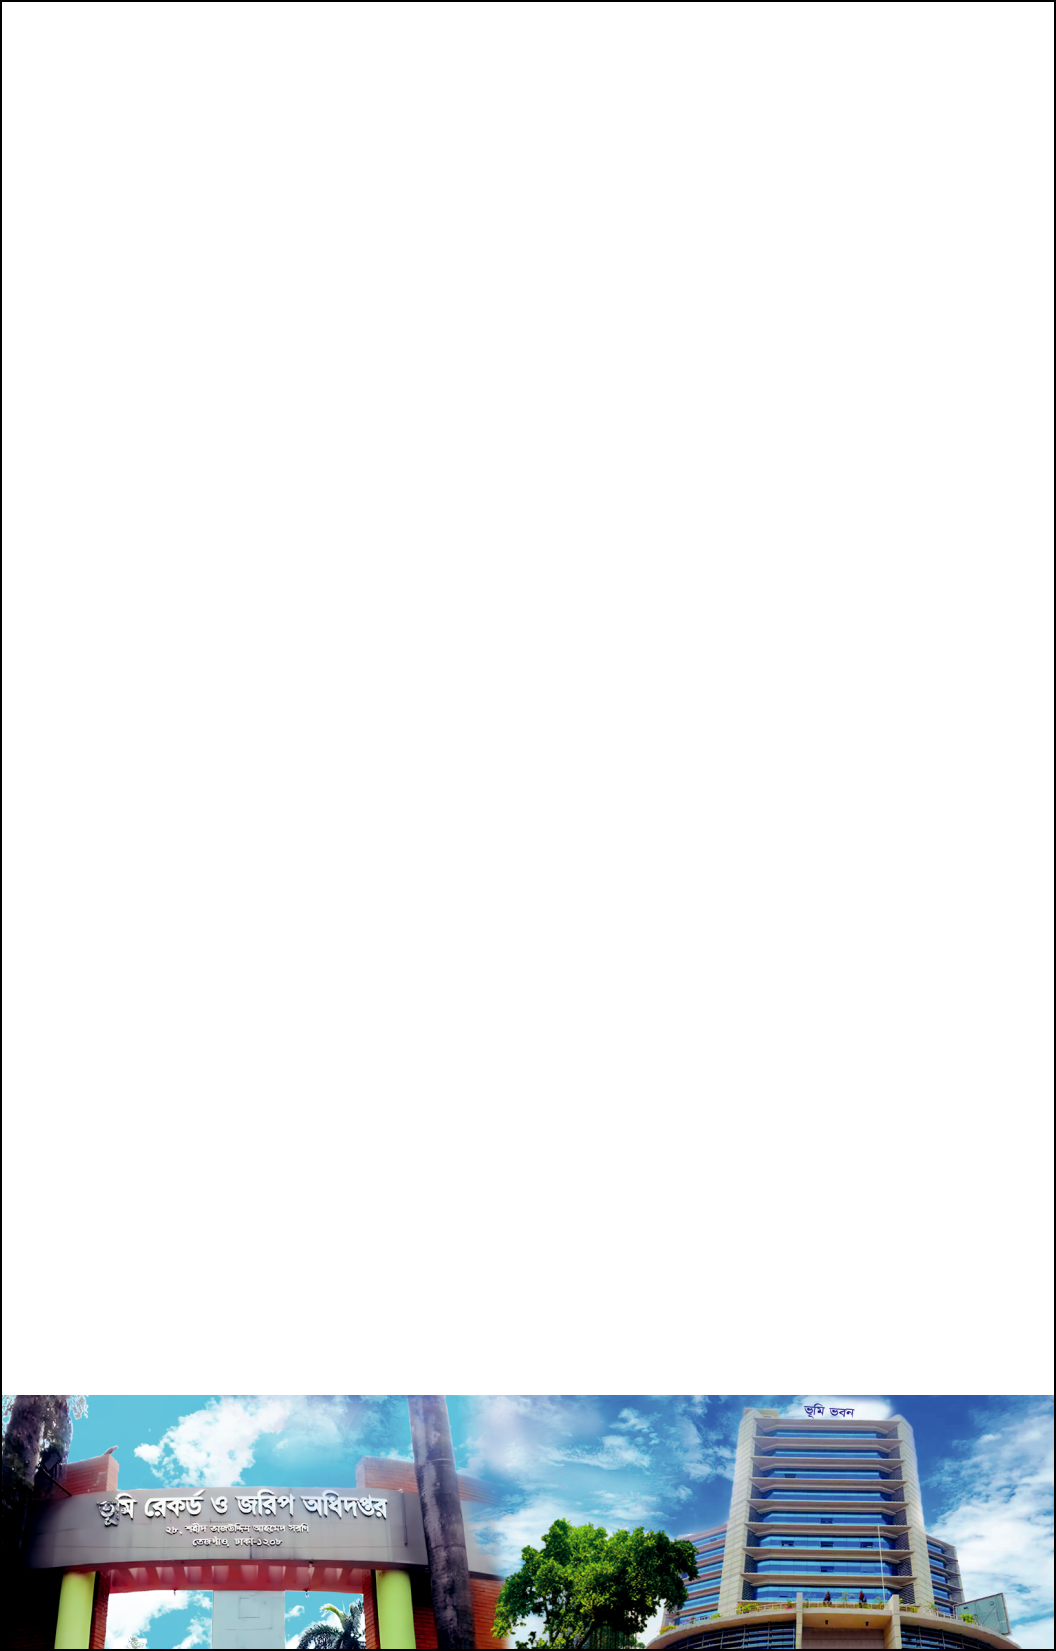 ভূমি রেকর্ড ও জরিপ অধিদপ্তর
২৮, শহীদ তাজউদ্দিন আহমেদ সরণি
তেজগাঁও, ঢাকা-১২০৮
ভূমি ভবন